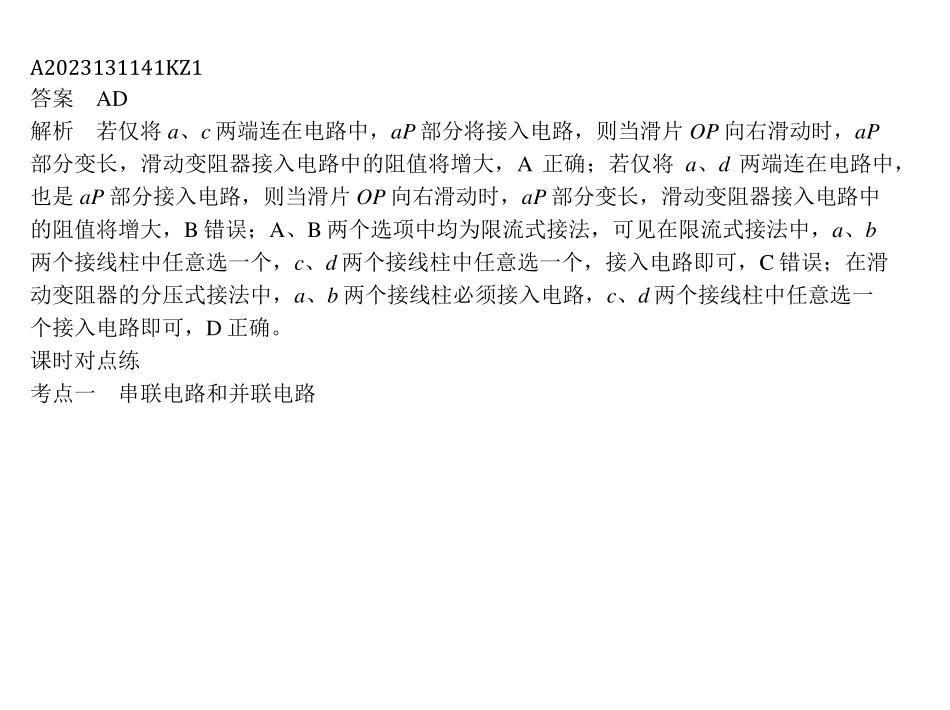 A2023131141KZ1
答案　AD
解析　若仅将 a、c 两端连在电路中，aP 部分将接入电路，则当滑片 OP 向右滑动时，aP
部分变长，滑动变阻器接入电路中的阻值将增大，A 正确；若仅将 a、d 两端连在电路中，
也是 aP 部分接入电路，则当滑片 OP 向右滑动时，aP 部分变长，滑动变阻器接入电路中
的阻值将增大，B 错误；A、B 两个选项中均为限流式接法，可见在限流式接法中，a、b
两个接线柱中任意选一个，c、d 两个接线柱中任意选一个，接入电路即可，C 错误；在滑
动变阻器的分压式接法中，a、b 两个接线柱必须接入电路，c、d 两个接线柱中任意选一
个接入电路即可，D 正确。
课时对点练
考点一　串联电路和并联电路